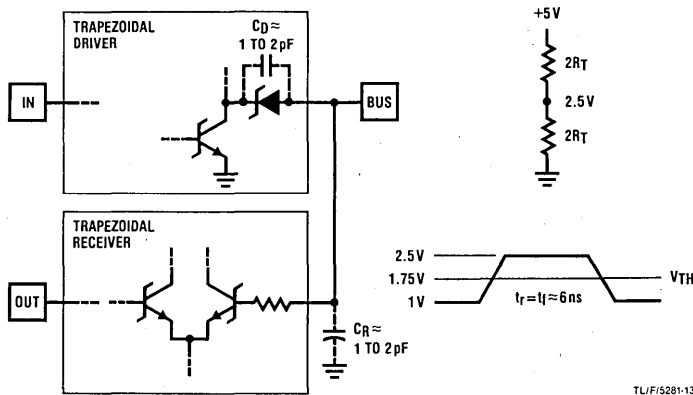 TRAPEZOIDAL
DRIVER
C_D ≈
1 TO 2 pF
IN
BUS
TRAPEZOIDAL
RECEIVER
OUT
C_R ≈
1 TO 2 pF
+5V
2R_T
2.5V
2R_T
2.5V
1.75V
V_TH
1V
t_r = t_f ≈ 6 ns
TL/F/5281-13